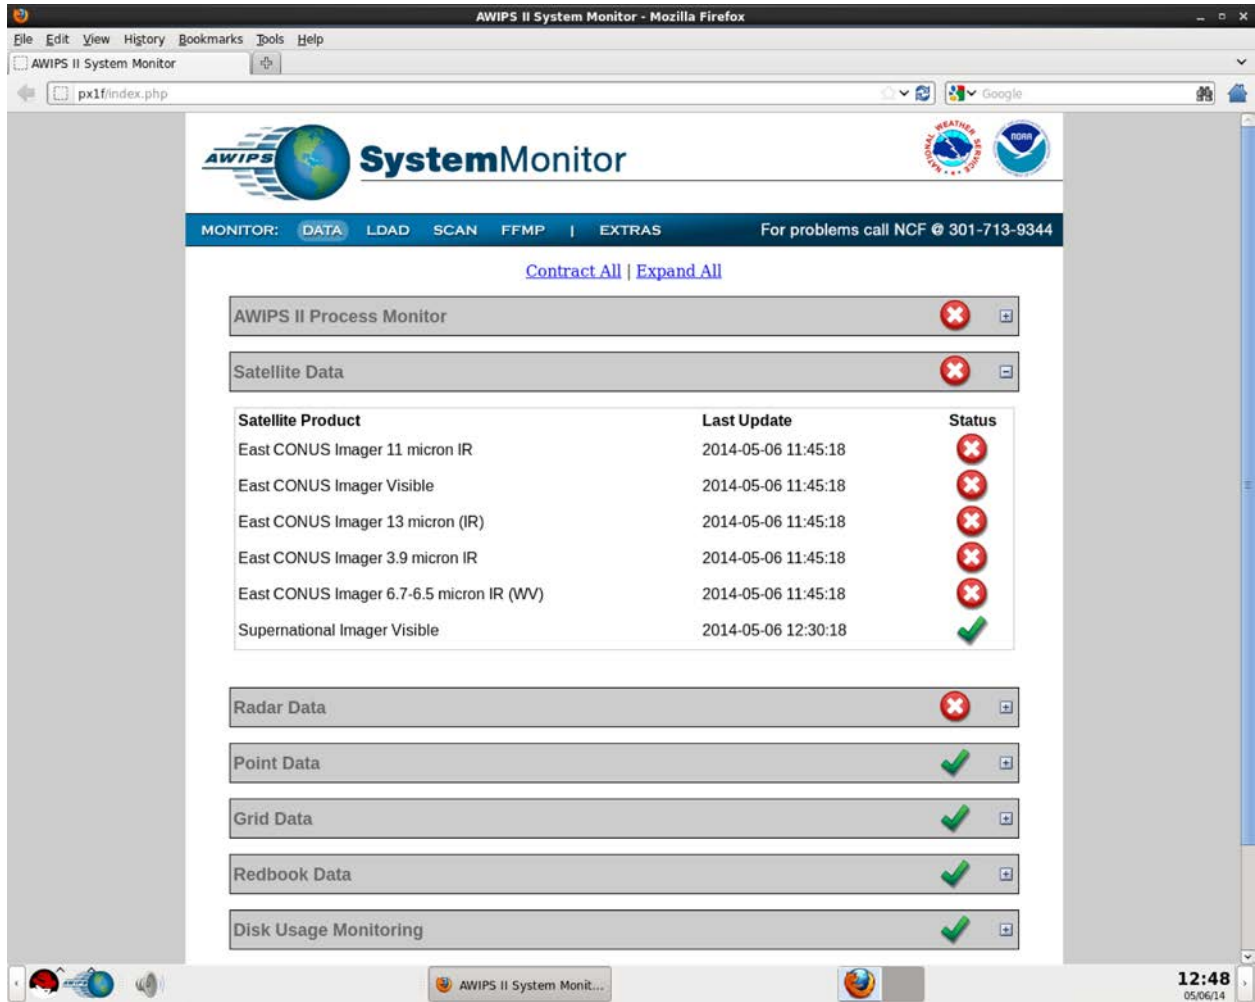 AWIPS II System Monitor - Mozilla Firefox
File Edit View History Bookmarks Tools Help
AWIPS II System Monitor
px1f/index.php
Google
AWIPS
SystemMonitor
NATIONAL WEATHER SERVICE
NOAA
MONITOR: DATA LDAD SCAN FFMP | EXTRAS For problems call NCF @ 301-713-9344
Contract All | Expand All
AWIPS II Process Monitor
Satellite Data
Satellite Product Last Update Status
East CONUS Imager 11 micron IR 2014-05-06 11:45:18
East CONUS Imager Visible 2014-05-06 11:45:18
East CONUS Imager 13 micron (IR) 2014-05-06 11:45:18
East CONUS Imager 3.9 micron IR 2014-05-06 11:45:18
East CONUS Imager 6.7-6.5 micron IR (WV) 2014-05-06 11:45:18
Supernational Imager Visible 2014-05-06 12:30:18
Radar Data
Point Data
Grid Data
Redbook Data
Disk Usage Monitoring
AWIPS
AWIPS II System Monit...
12:48
05/06/14